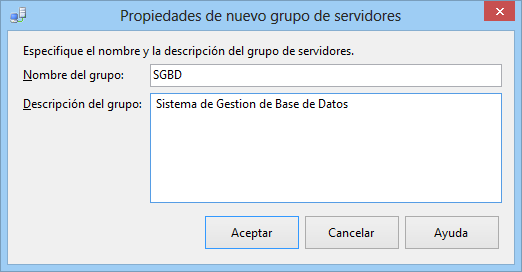 Propiedades de nuevo grupo de servidores
Especifique el nombre y la descripción del grupo de servidores.
Nombre del grupo: SGBD
Descripción del grupo: Sistema de Gestion de Base de Datos
Aceptar Cancelar Ayuda